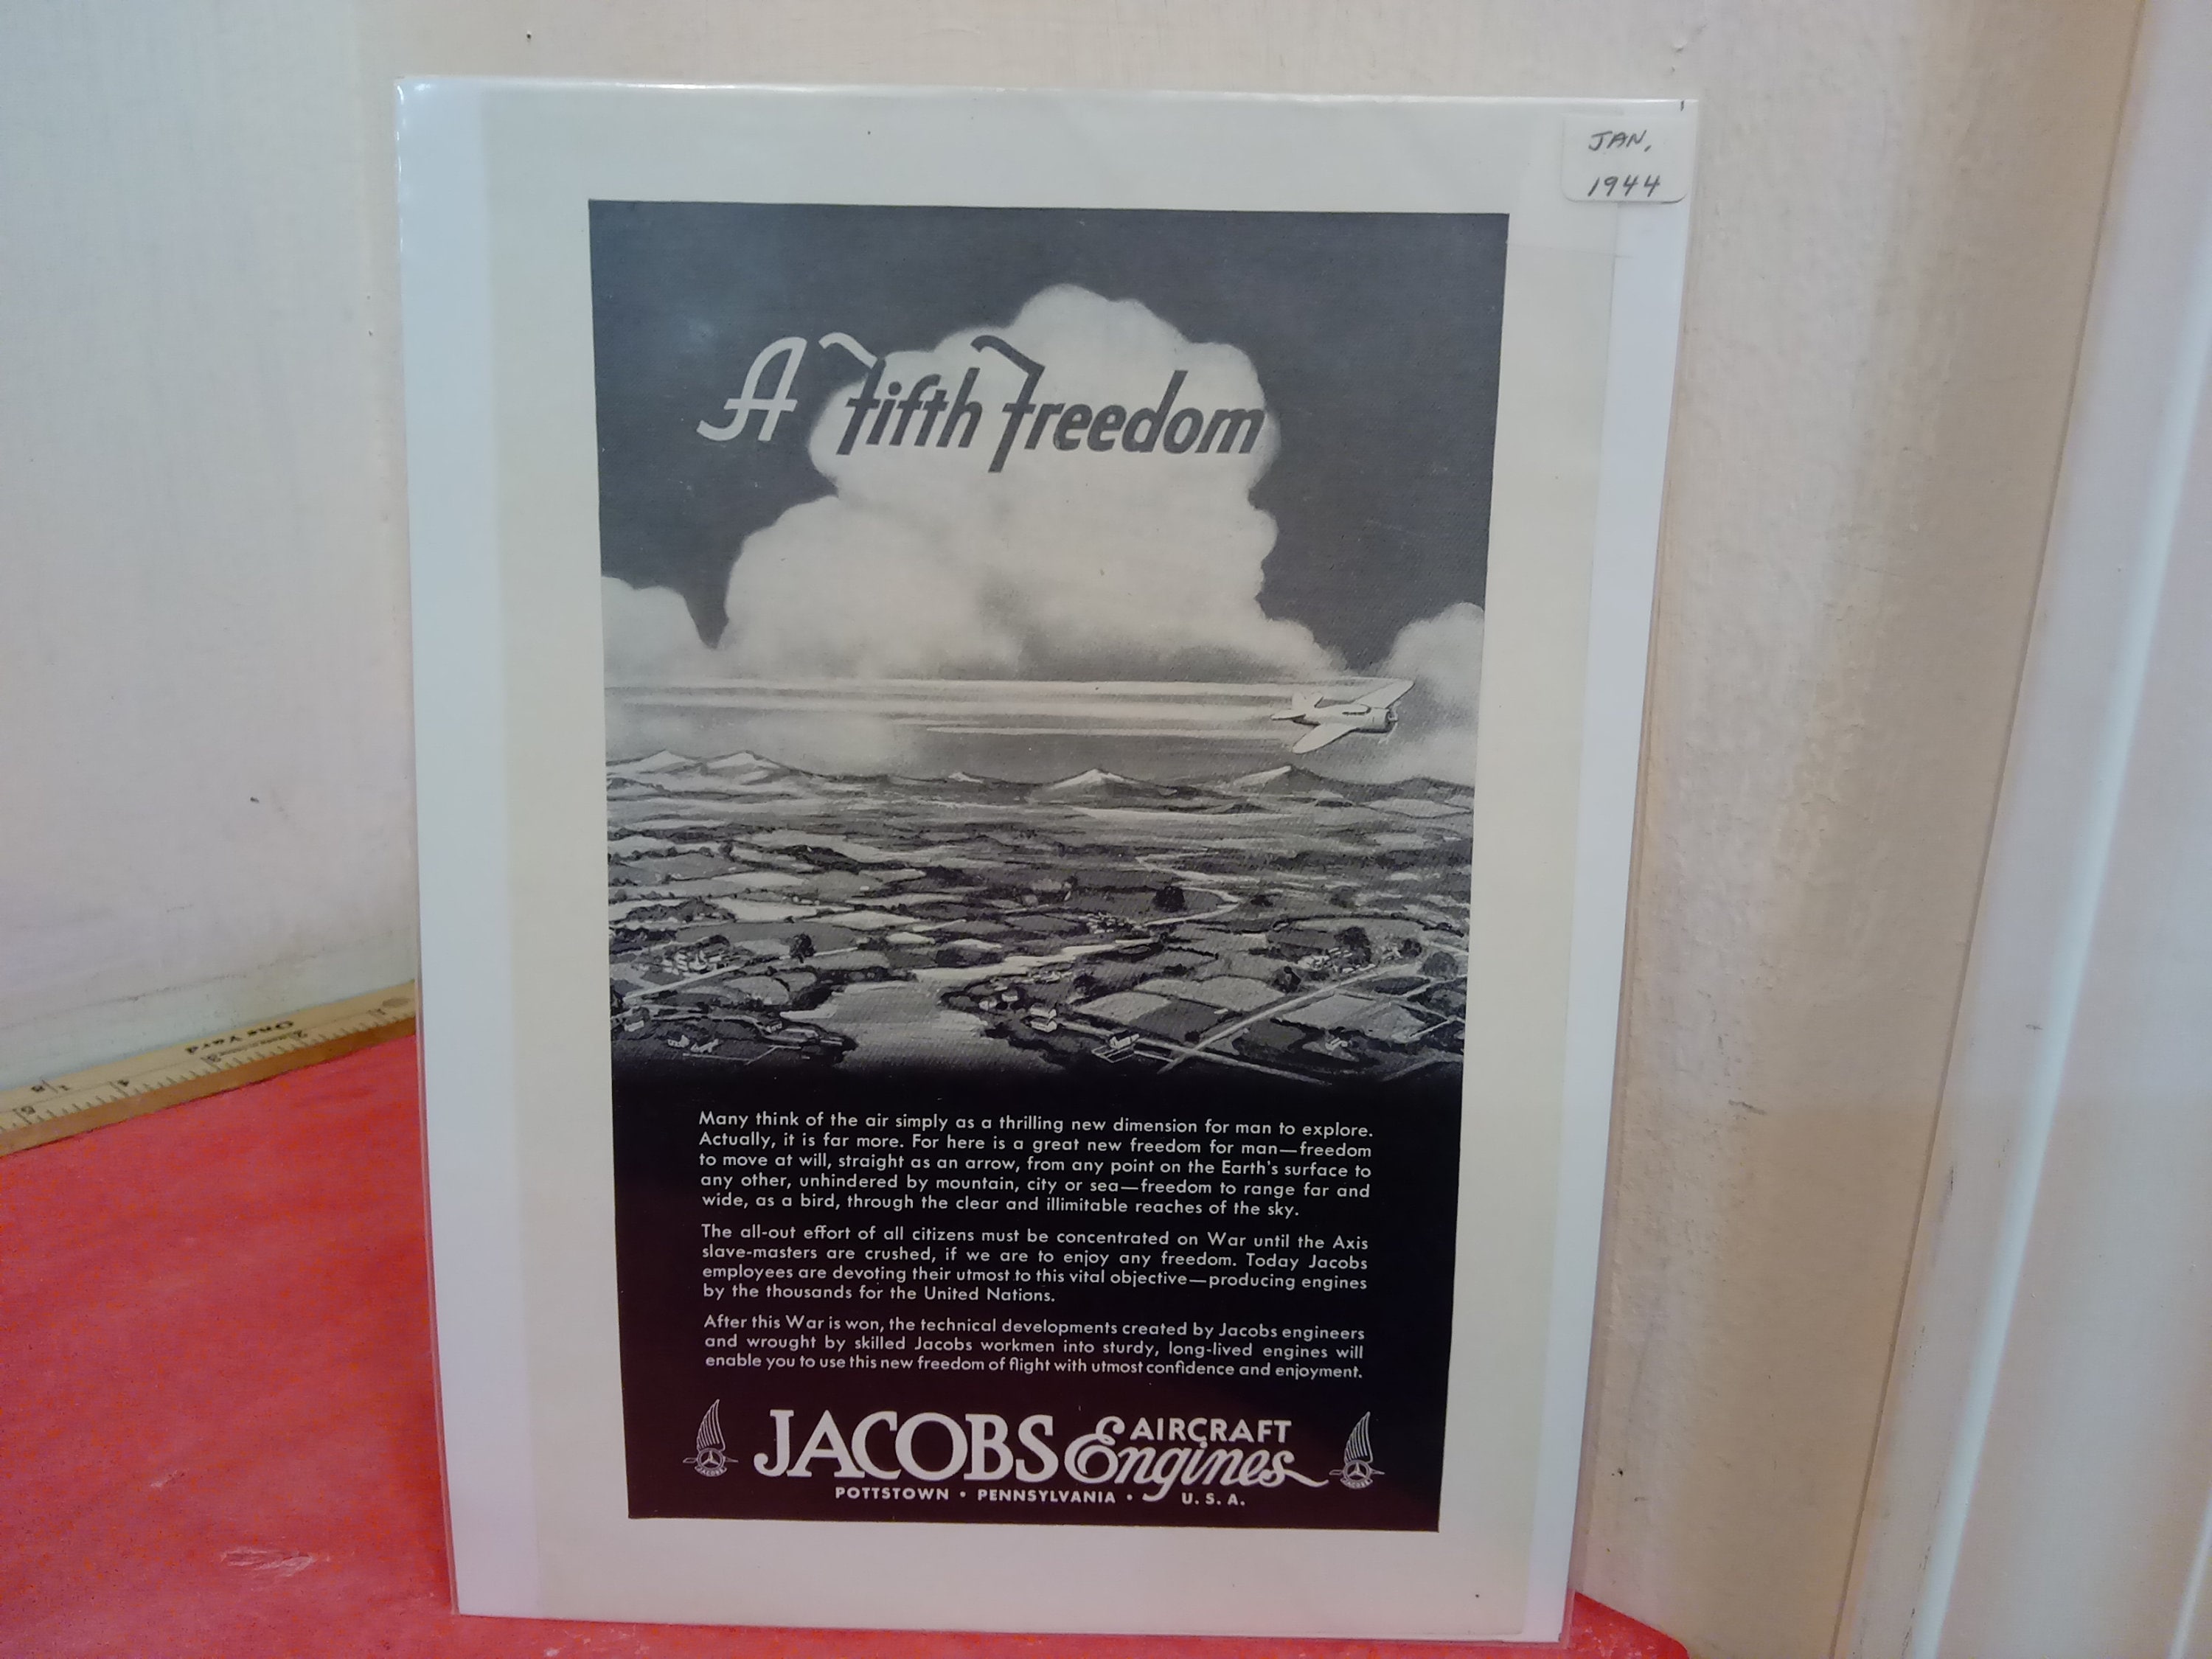 JAN,
1944
A Fifth Freedom
Many think of the air simply as a thrilling new dimension for man to explore.
Actually, it is far more. For here is a great new freedom for man—freedom
to move at will, straight as an arrow, from any point on the Earth's surface to
any other, unhindered by mountain, city or sea—freedom to range far and
wide, as a bird, through the clear and illimitable reaches of the sky.
The all-out effort of all citizens must be concentrated on War until the Axis
slave-masters are crushed, if we are to enjoy any freedom. Today Jacobs
employees are devoting their utmost to this vital objective—producing engines
by the thousands for the United Nations.
After this War is won, the technical developments created by Jacobs engineers
and wrought by skilled Jacobs workmen into sturdy, long-lived engines will
enable you to use this new freedom of flight with utmost confidence and enjoyment.
JACOBS AIRCRAFT Engines
JACOBS
JACOBS
POTTSTOWN • PENNSYLVANIA • U. S. A.
One Yard